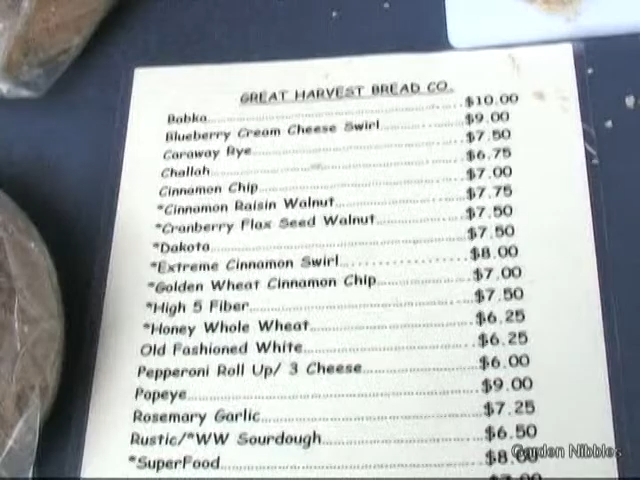 GREAT HARVEST BREAD CO.
Babka $10.00
Blueberry Cream Cheese Swirl $9.00
Caraway Rye $7.50
Challah $6.75
Cinnamon Chip $7.00
*Cinnamon Raisin Walnut $7.75
*Cranberry Flax Seed Walnut $7.50
*Dakota $7.50
*Extreme Cinnamon Swirl $8.00
*Golden Wheat Cinnamon Chip $7.00
*High 5 Fiber $7.50
*Honey Whole Wheat $6.25
Old Fashioned White $6.25
Pepperoni Roll Up/ 3 Cheese $6.00
Popeye $9.00
Rosemary Garlic $7.25
Rustic/*WW Sourdough $6.50
*SuperFood $8.00
Garden Nibbles